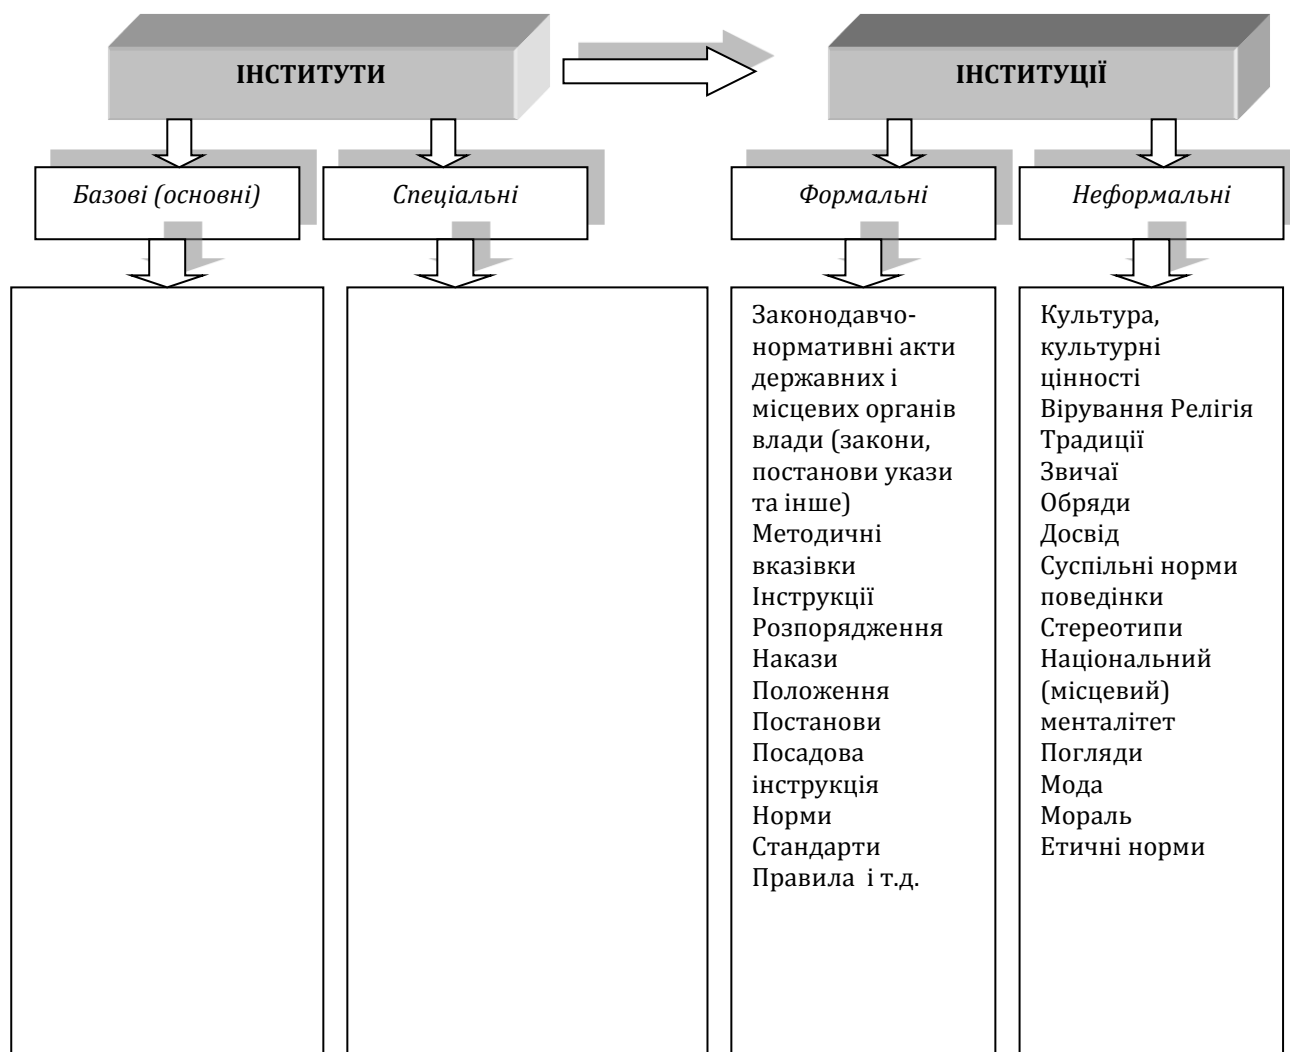 ІНСТИТУТИ
ІНСТИТУЦІЇ
Базові (основні)
Спеціальні
Формальні
Неформальні
Законодавчо-
нормативні акти
державних і
місцевих органів
влади (закони,
постанови укази
та інше)
Методичні
вказівки
Інструкції
Розпорядження
Накази
Положення
Постанови
Посадова
інструкція
Норми
Стандарти
Правила і т.д.
Культура,
культурні
цінності
Вірування Релігія
Традиції
Звичаї
Обряди
Досвід
Суспільні норми
поведінки
Стереотипи
Національний
(місцевий)
менталітет
Погляди
Мода
Мораль
Етичні норми